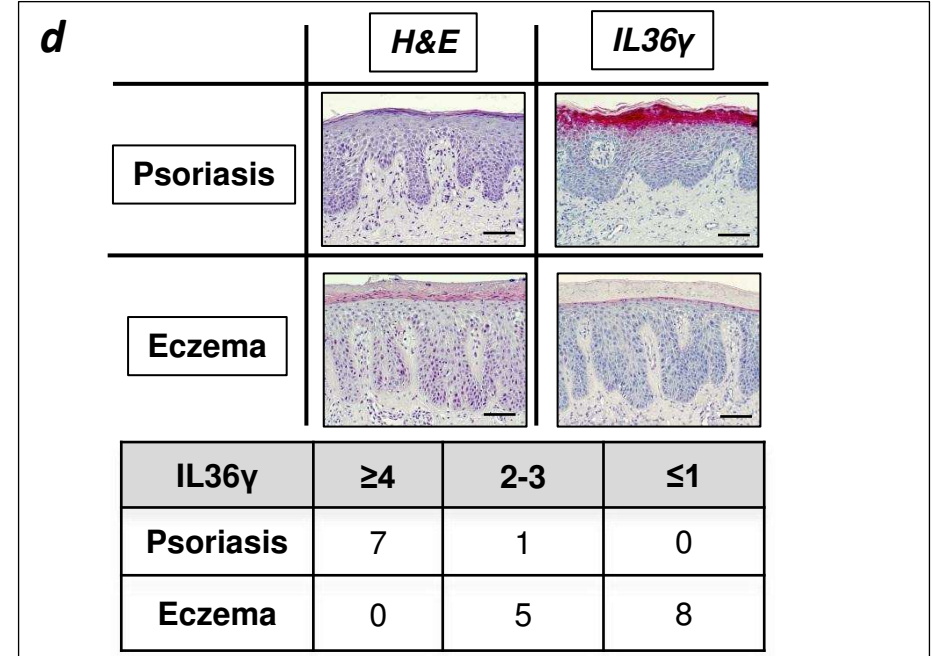 d
H&E IL36γ
Psoriasis
Eczema
IL36γ ≥4 2-3 ≤1
Psoriasis 7 1 0
Eczema 0 5 8